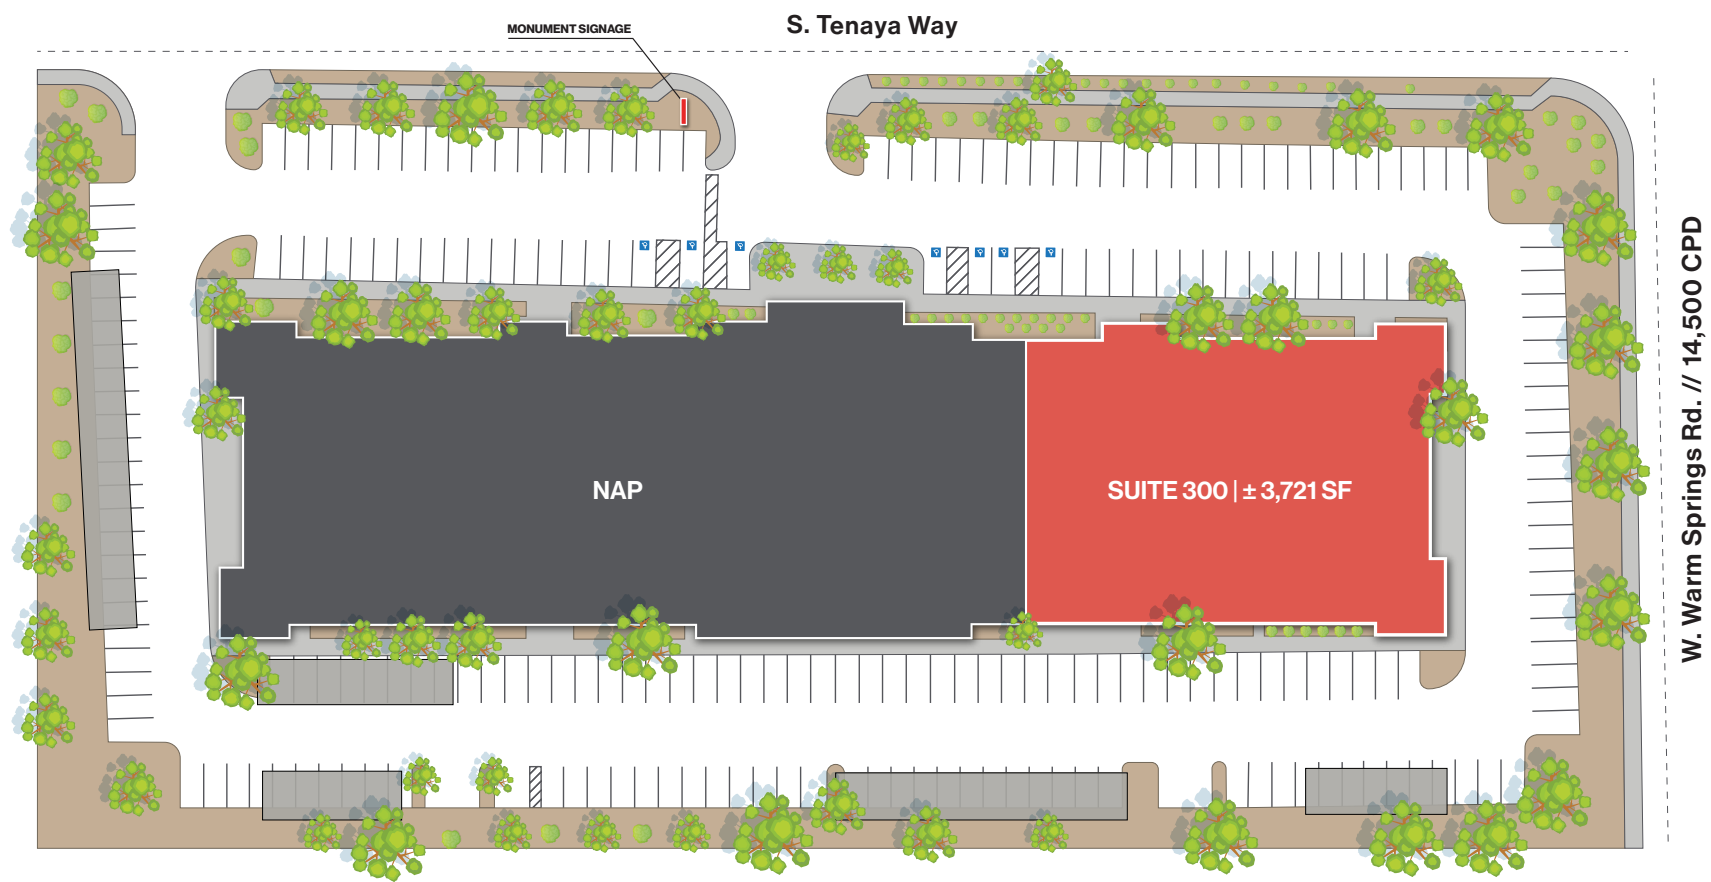 S. Tenaya Way
MONUMENT SIGNAGE
NAP
SUITE 300 | ± 3,721 SF
W. Warm Springs Rd. // 14,500 CPD